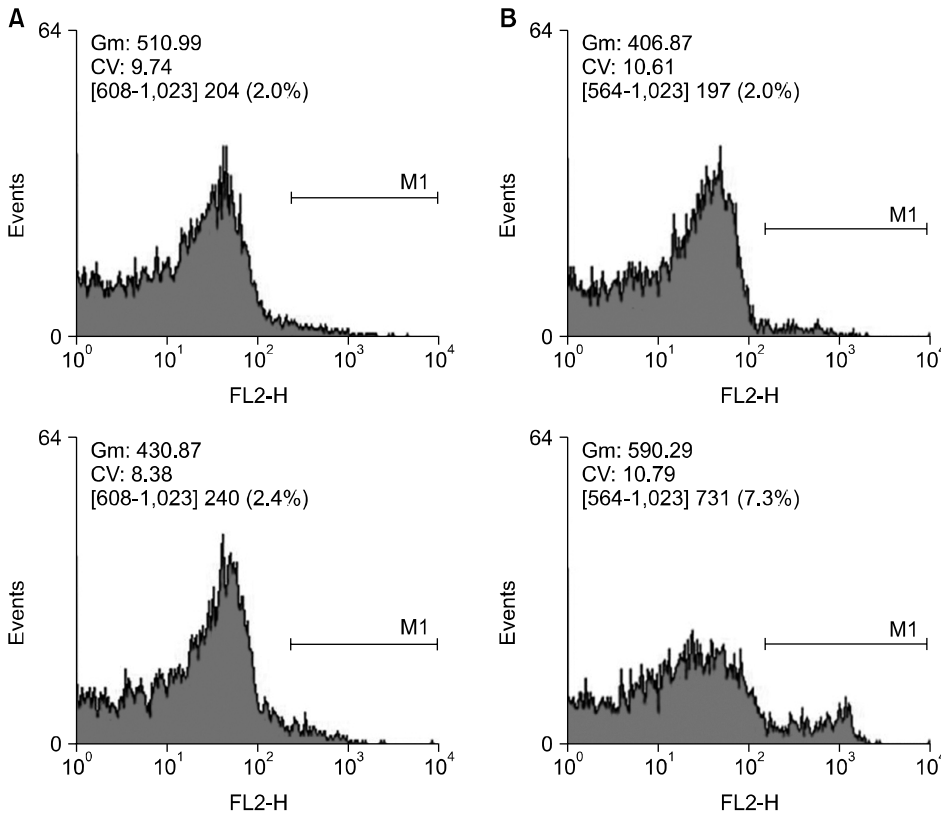 A
64
Gm: 510.99
CV: 9.74
[608-1,023] 204 (2.0%)
M1
Events
0
10⁰ 10¹ 10² 10³ 10⁴
FL2-H
B
64
Gm: 406.87
CV: 10.61
[564-1,023] 197 (2.0%)
M1
Events
0
10⁰ 10¹ 10² 10³ 10⁴
FL2-H
64
Gm: 430.87
CV: 8.38
[608-1,023] 240 (2.4%)
M1
Events
0
10⁰ 10¹ 10² 10³ 10⁴
FL2-H
64
Gm: 590.29
CV: 10.79
[564-1,023] 731 (7.3%)
M1
Events
0
10⁰ 10¹ 10² 10³ 10⁴
FL2-H